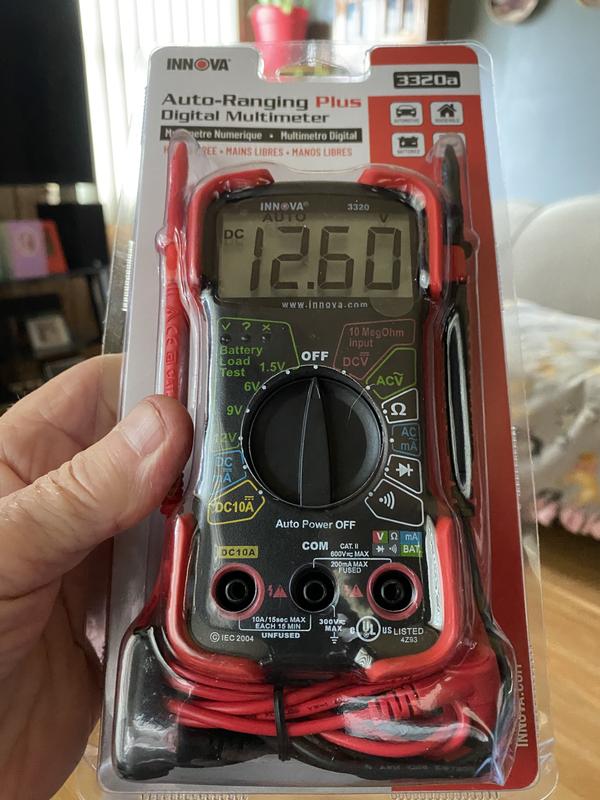 INNOVA®
3320a
Auto-Ranging Plus
Digital Multimeter
Numerique • Multimetro Digital
FREE • MAINS LIBRES • MANOS LIBRES
INNOVA® 3320
AUTO
V
DC
12.60
www.innova.com
V ? X
Battery
Load
Test
1.5V
6V
9V
12V
DC
mA
DC10A
OFF
10 MegOhm
input
DCV
ACV
Ω
AC
mA
Auto Power OFF
DC10A
COM
CAT. II
600V MAX
200mA MAX
FUSED
V Ω mA
BAT.
10A/15sec MAX
EACH 15 MIN
UNFUSED
300V
MAX
© IEC 2004
C UL US LISTED
4Z93
INNOVA.COM